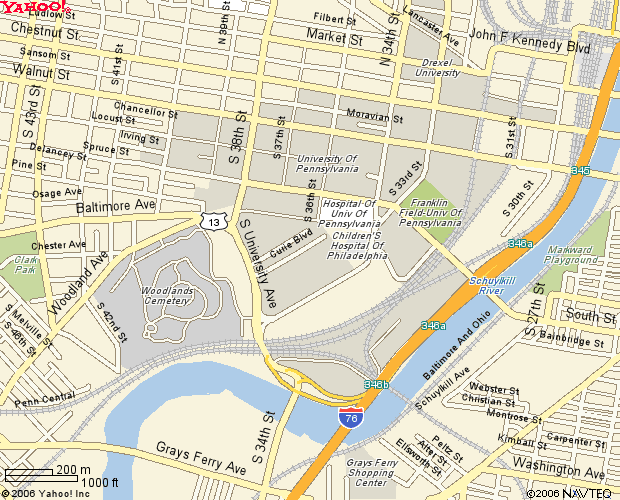 YAHOO!
Ludlow St
Chestnut St
Sansom St
Walnut St
S 41st St
N 39th St
Filbert St
Market St
Lancaster Ave
N 34th St
John F Kennedy Blvd
Drexel
University
S 43rd St
Chancellor St
Locust St
Moravian St
Irving St
S 38th St
S 37th St
S 31st St
Delancey St
Spruce St
Pine St
University Of
Pennsylvania
345
Osage Ave
Baltimore Ave
S 36th St
S 33rd St
S 30th St
Hospital Of
Univ Of
Pennsylvania
Franklin
Field-Univ Of
Pennsylvania
13
Children'S
Hospital Of
Philadelphia
Curie Blvd
Chester Ave
S University Ave
346a
Markward
Playground
Clark
Park
Woodland Ave
Woodlands
Cemetery
Schuylkill
River
S 27th St
South St
S 42nd St
S Melville St
S 46th St
346a
Bainbridge St
Baltimore And Ohio
346b
Schuylkill Ave
Penn Central
Webster St
Christian St
Montrose St
76
S 34th St
Kimball St
Carpenter St
Peltz St
Alter St
Ellsworth St
Grays Ferry Ave
Grays Ferry
Shopping
Center
Washington Ave
200 m
1000 ft
©2006 Yahoo! Inc
©2006 NAVTEQ